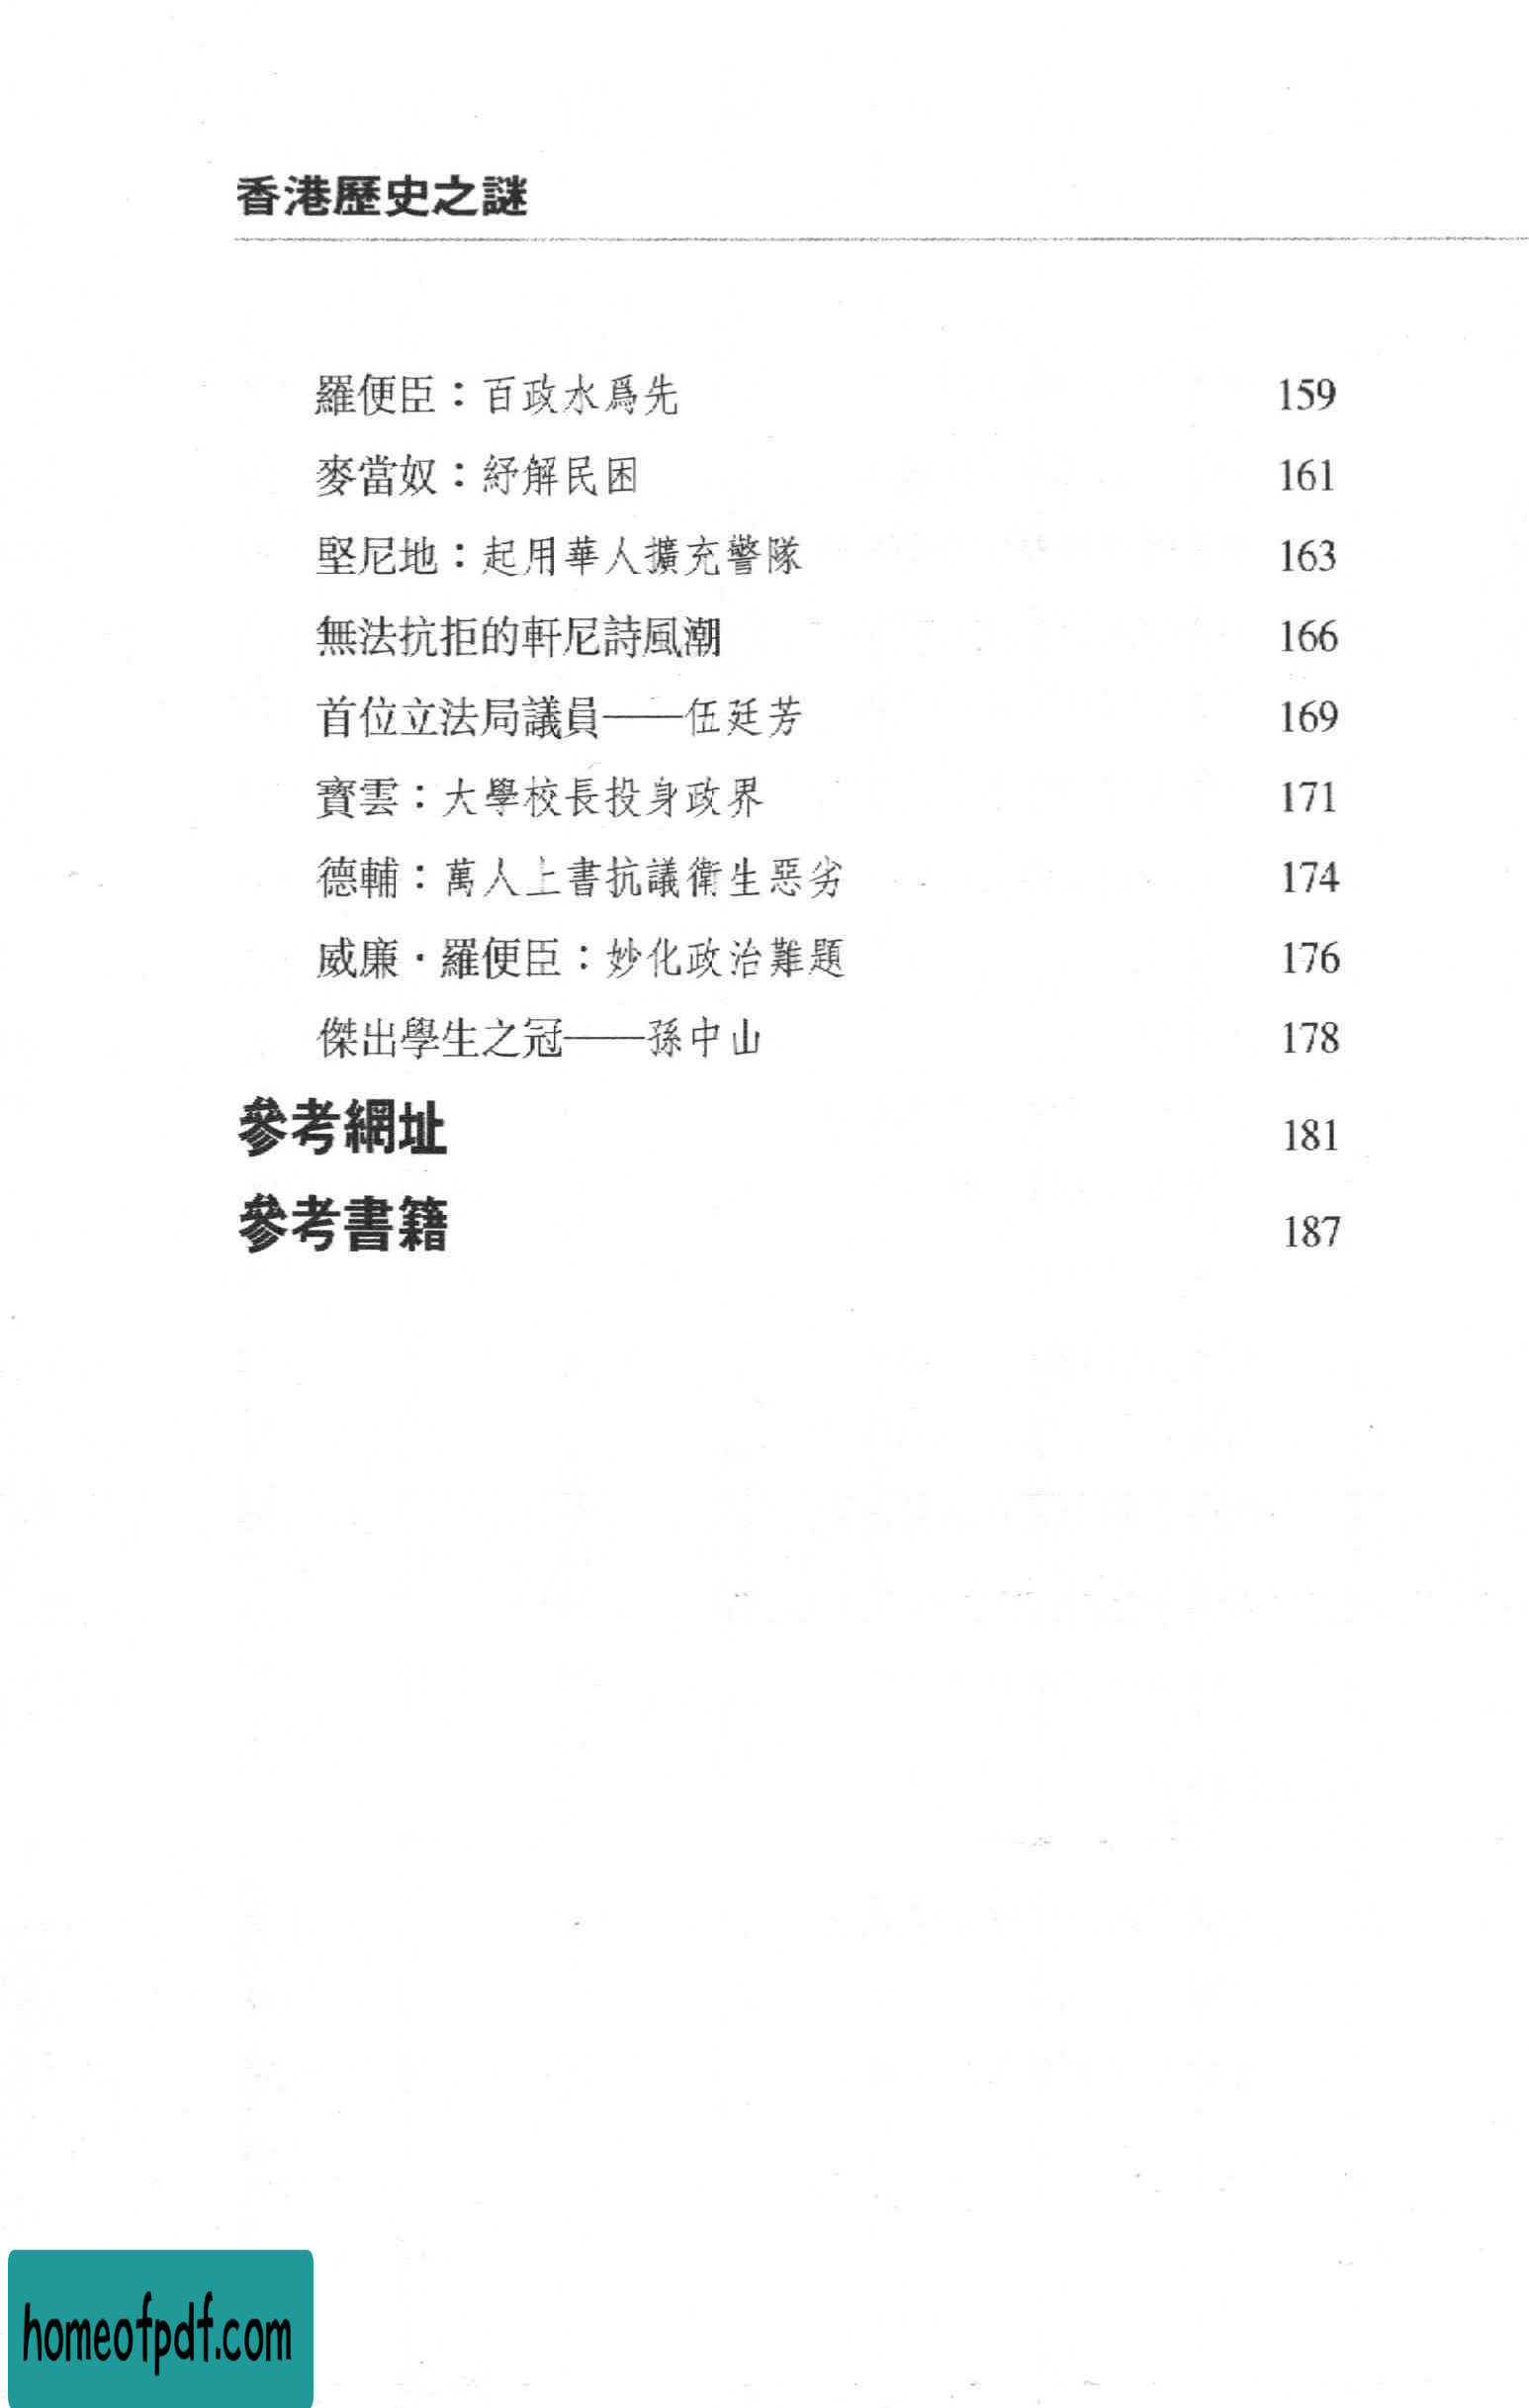 香港歷史之謎
羅便臣：百政水爲先 159
麥當奴：紓解民困 161
堅尼地：起用華人擴充警隊 163
無法抗拒的軒尼詩風潮 166
首位立法局議員——伍廷芳 169
寶雲：大學校長投身政界 171
德輔：萬人上書抗議衛生惡劣 174
威廉·羅便臣：妙化政治難題 176
傑出學生之冠——孫中山 178
參考網址 181
參考書籍 187
homeofpdf.com